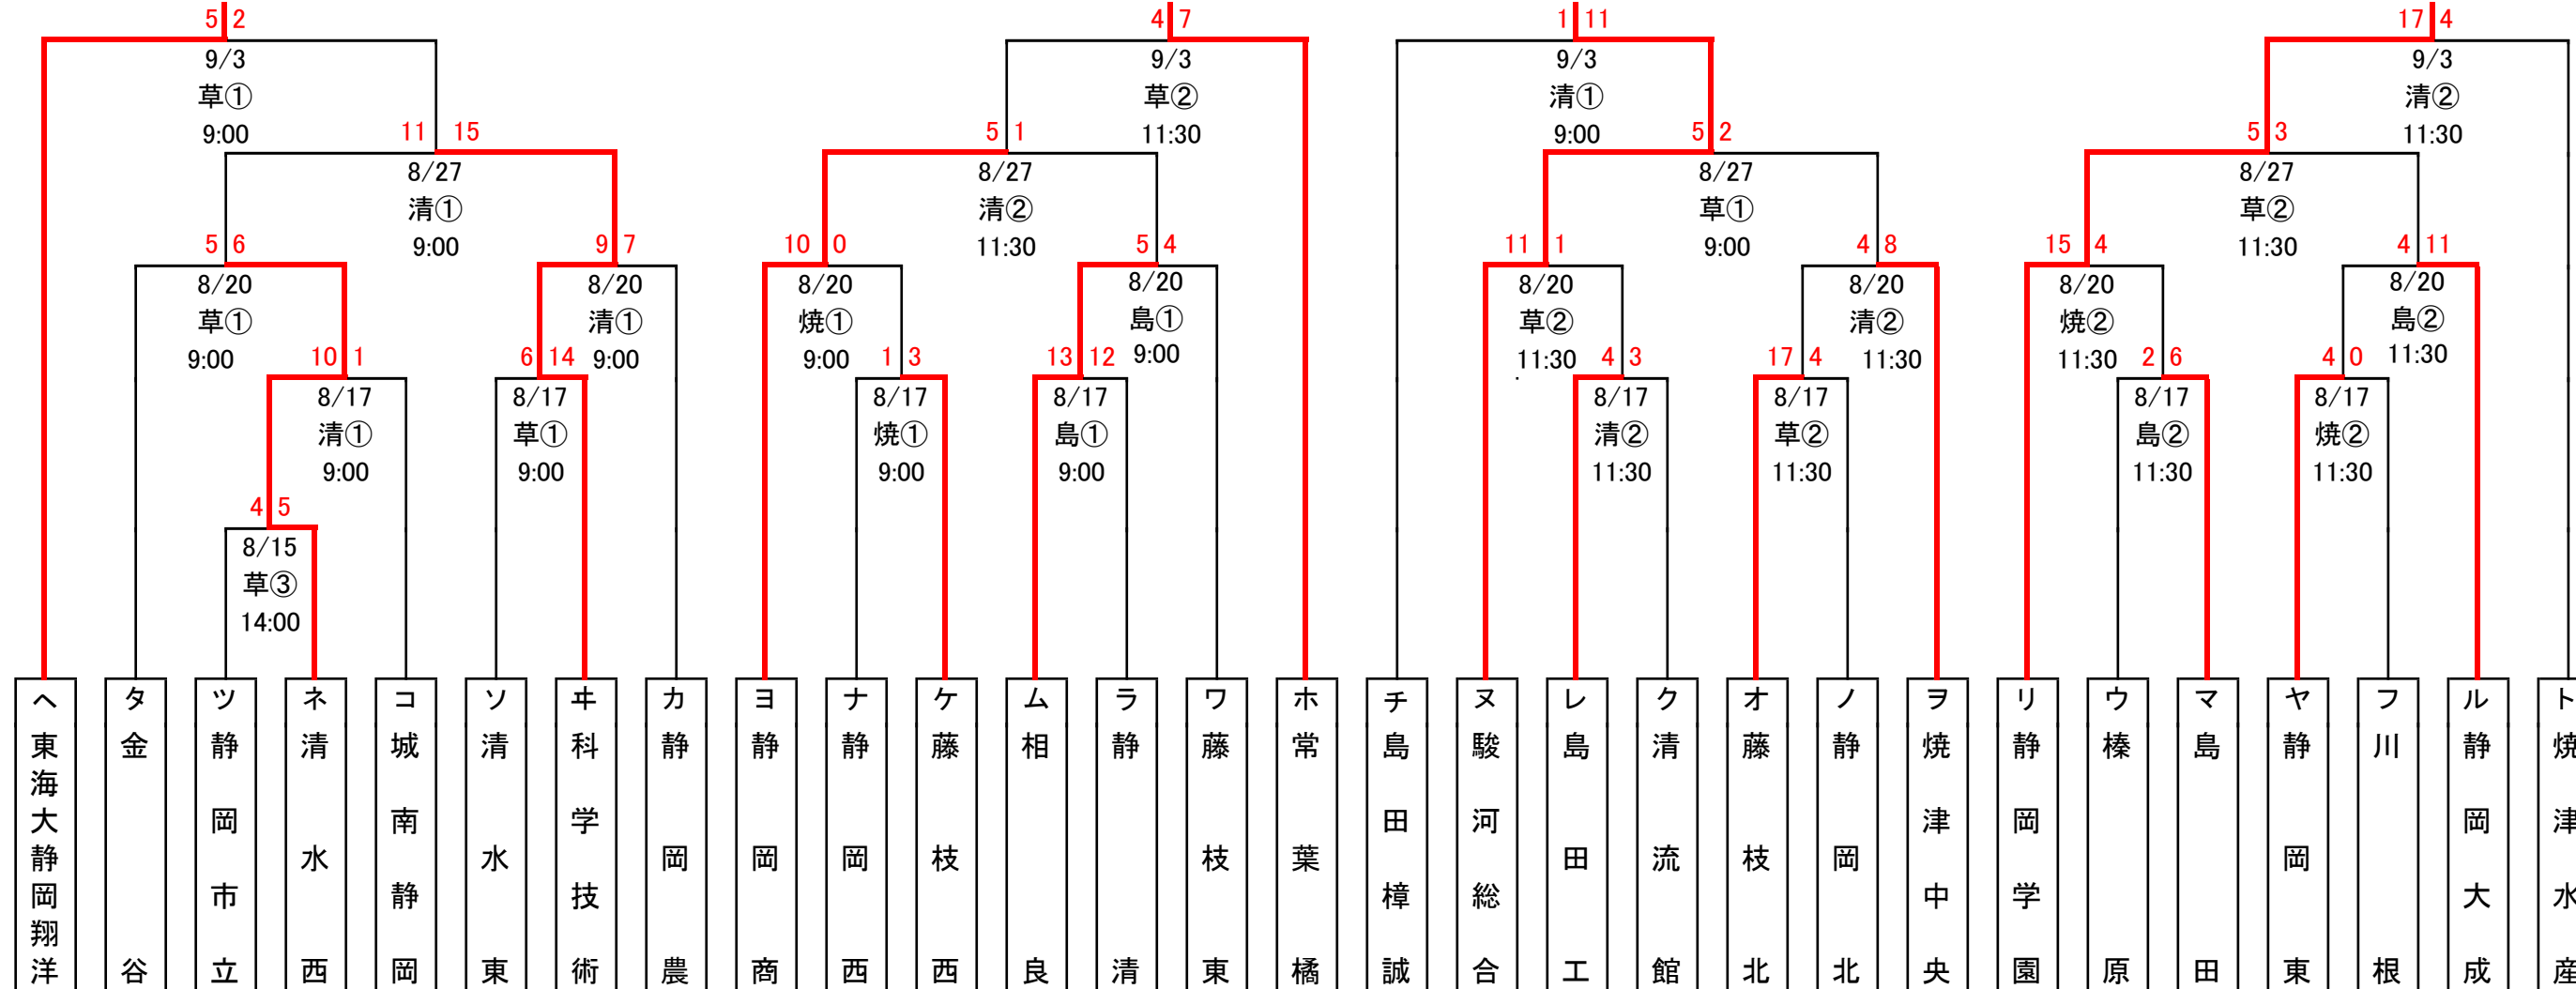 5 2
4 7
1 11
17 4
9/3
草①
9:00
9/3
草②
11:30
9/3
清①
9:00
9/3
清②
11:30
11 15
5 1
5 2
5 3
8/27
清①
9:00
8/27
清②
11:30
8/27
草①
9:00
8/27
草②
11:30
5 6
9 7
10 0
5 4
11 1
4 8
15 4
4 11
8/20
草①
9:00
8/20
清①
9:00
8/20
焼①
9:00
8/20
島①
9:00
8/20
草②
11:30
8/20
清②
11:30
8/20
焼②
11:30
8/20
島②
11:30
10 1
6 14
1 3
13 12
4 3
17 4
2 6
4 0
8/17
清①
9:00
8/17
草①
9:00
8/17
焼①
9:00
8/17
島①
9:00
8/17
清②
11:30
8/17
草②
11:30
8/17
島②
11:30
8/17
焼②
11:30
4 5
8/15
草③
14:00
ヘ 東海大静岡翔洋
タ 金谷
ツ 静岡市立
ネ 清水西
コ 城南静岡
ソ 清水東
ヰ 科学技術
カ 静岡農
ヨ 静岡商
ナ 静岡西
ケ 藤枝西
ム 相良
ラ 静清
ワ 藤枝東
ホ 常葉橘
チ 島田樟誠
ヌ 駿河総合
レ 島田工
ク 清流館
オ 藤枝北
ノ 静岡北
ヲ 焼津中央
リ 静岡学園
ウ 榛原
マ 島田
ヤ 静岡東
フ 川根
ル 静岡大成
ト 焼津水産